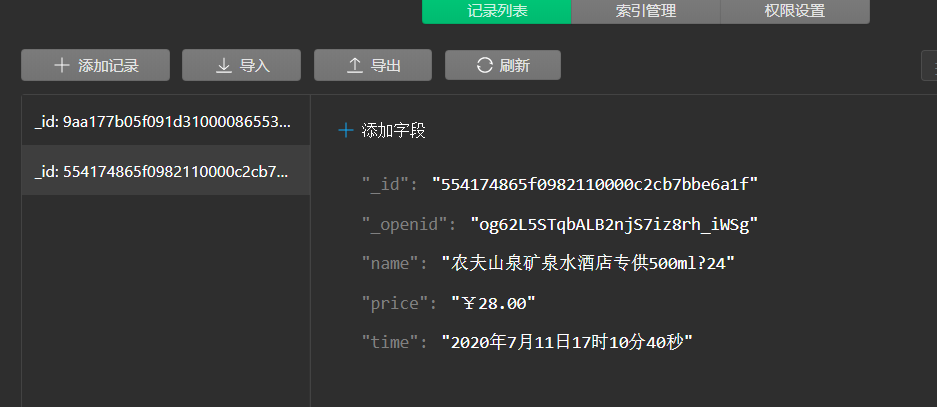 记录列表 索引管理 权限设置
添加记录 导入 导出 刷新
_id: 9aa177b05f091d31000086553...
添加字段
_id: 554174865f0982110000c2cb7...
"_id": "554174865f0982110000c2cb7bbe6a1f"
"_openid": "og62L5STqbALB2njS7iz8rh_iWSg"
"name": "农夫山泉矿泉水酒店专供500ml?24"
"price": "￥28.00"
"time": "2020年7月11日17时10分40秒"